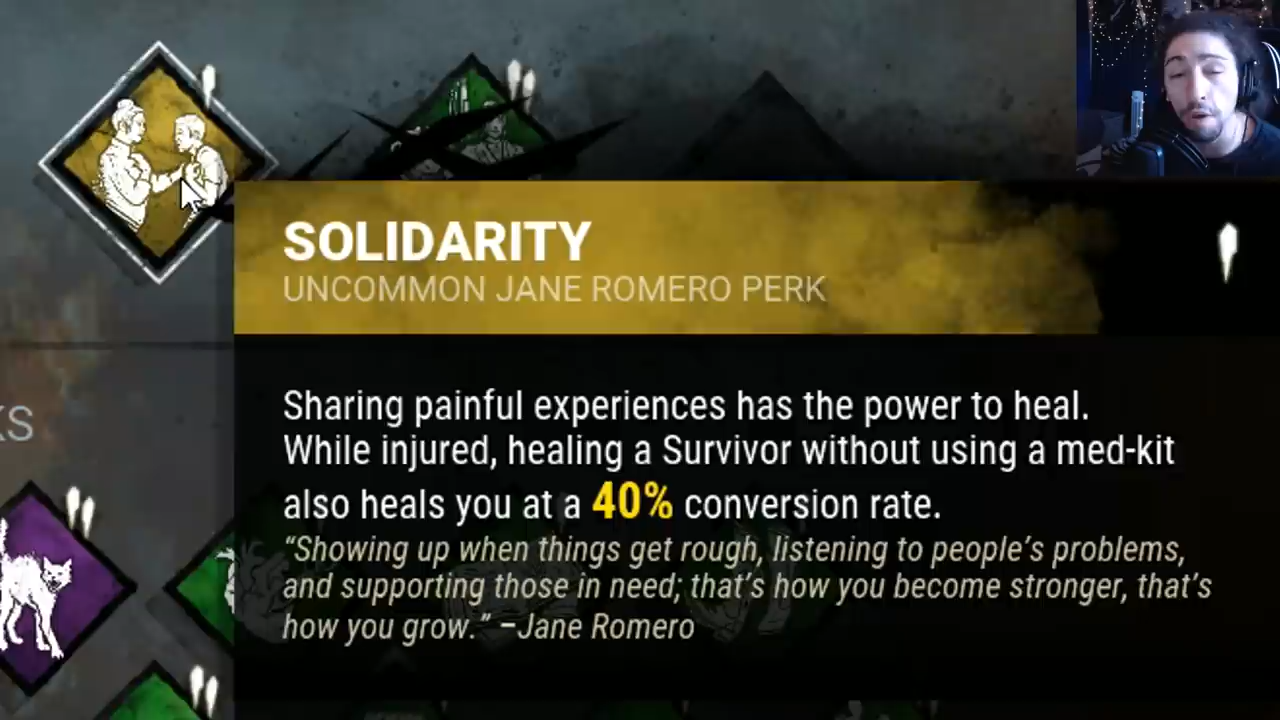 SOLIDARITY
UNCOMMON JANE ROMERO PERK
Sharing painful experiences has the power to heal.
While injured, healing a Survivor without using a med-kit
also heals you at a 40% conversion rate.
“Showing up when things get rough, listening to people’s problems,
and supporting those in need; that’s how you become stronger, that’s
how you grow.” –Jane Romero
KS